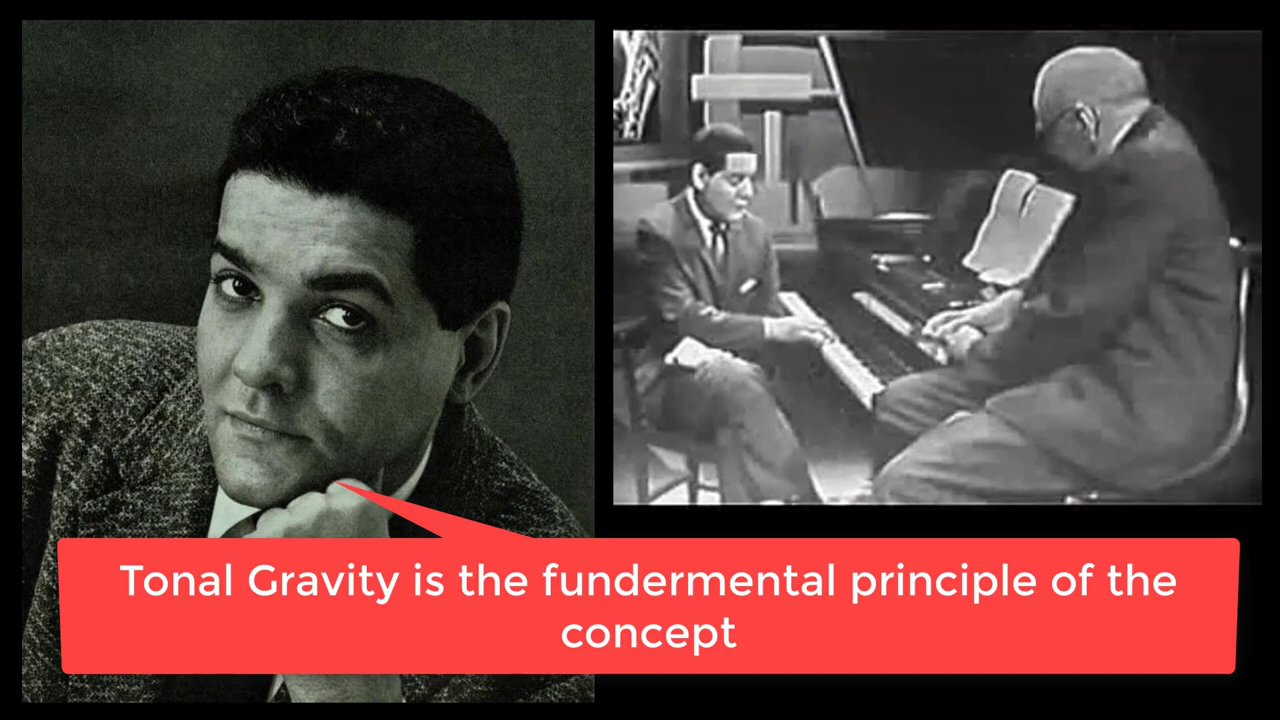 Tonal Gravity is the fundermental principle of the
concept